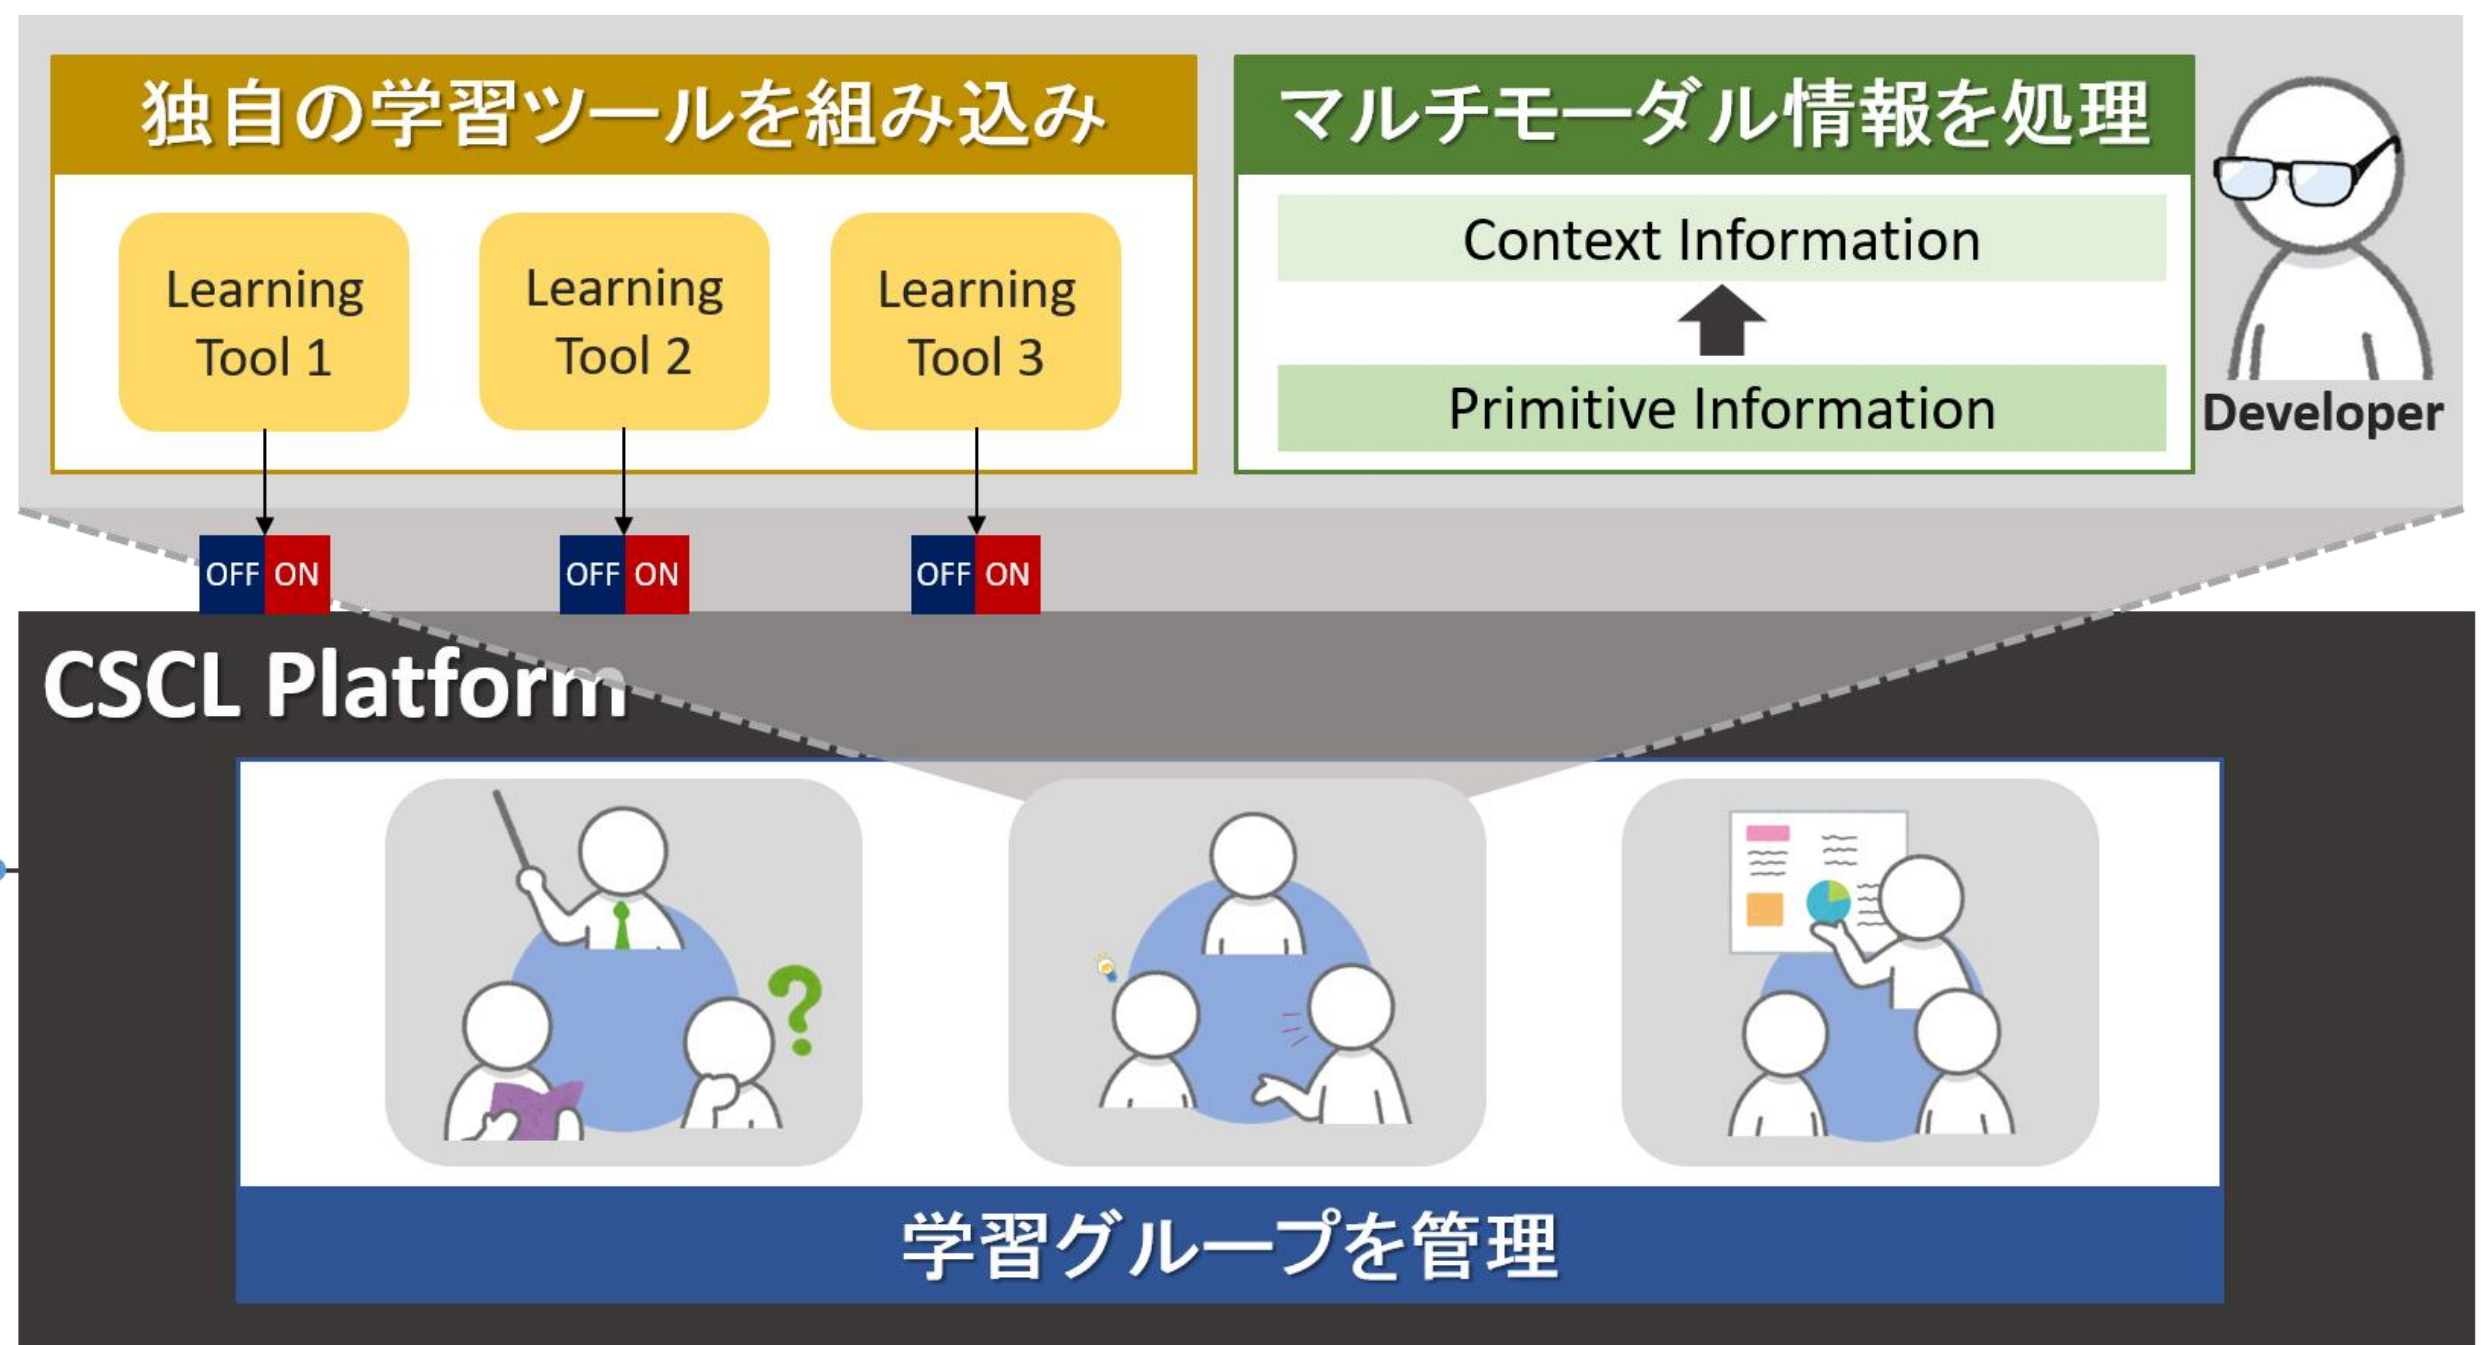 独自の学習ツールを組み込み
マルチモーダル情報を処理
Learning
Tool 1
Learning
Tool 2
Learning
Tool 3
Context Information
Primitive Information
Developer
OFF ON
OFF ON
OFF ON
CSCL Platform
?
学習グループを管理